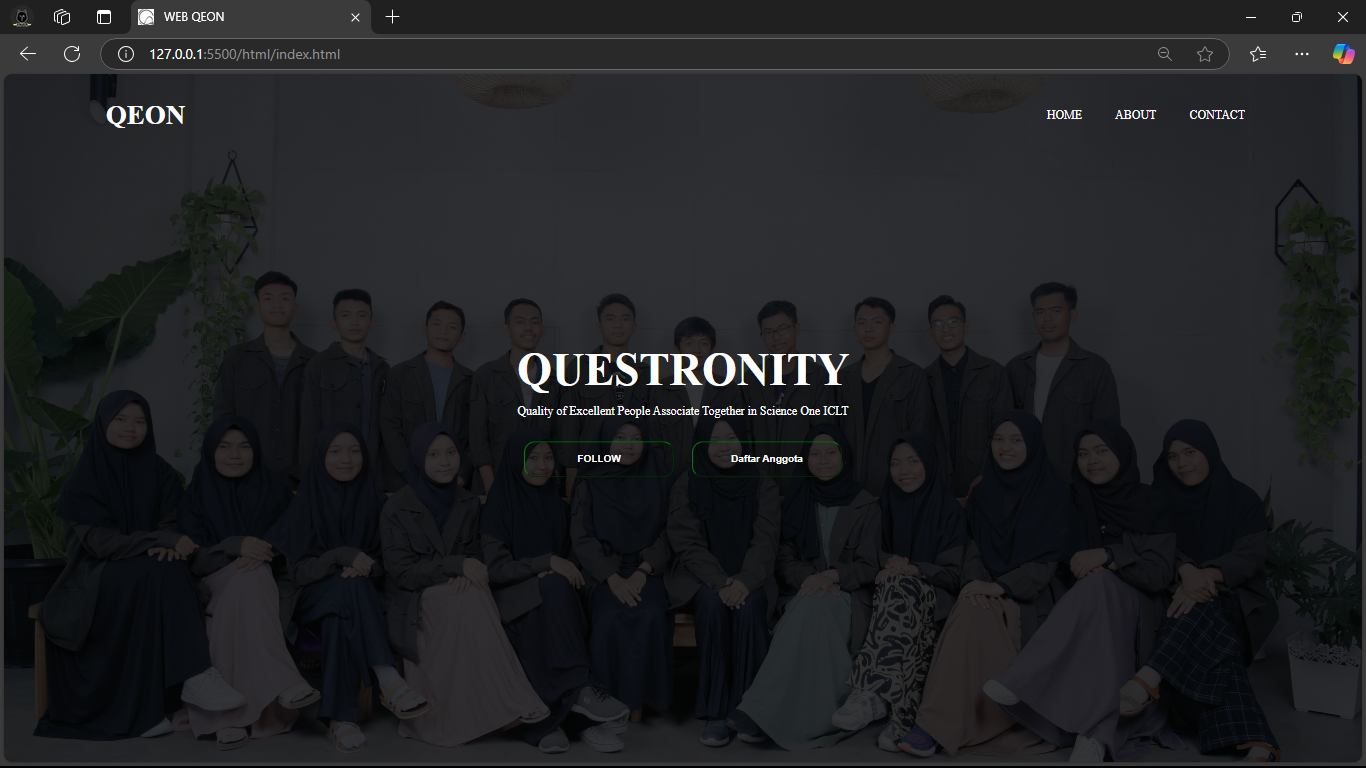 WEB QEON
127.0.0.1:5500/html/index.html
QEON
HOME ABOUT CONTACT
QUESTRONITY
Quality of Excellent People Associate Together in Science One ICLT
FOLLOW Daftar Anggota